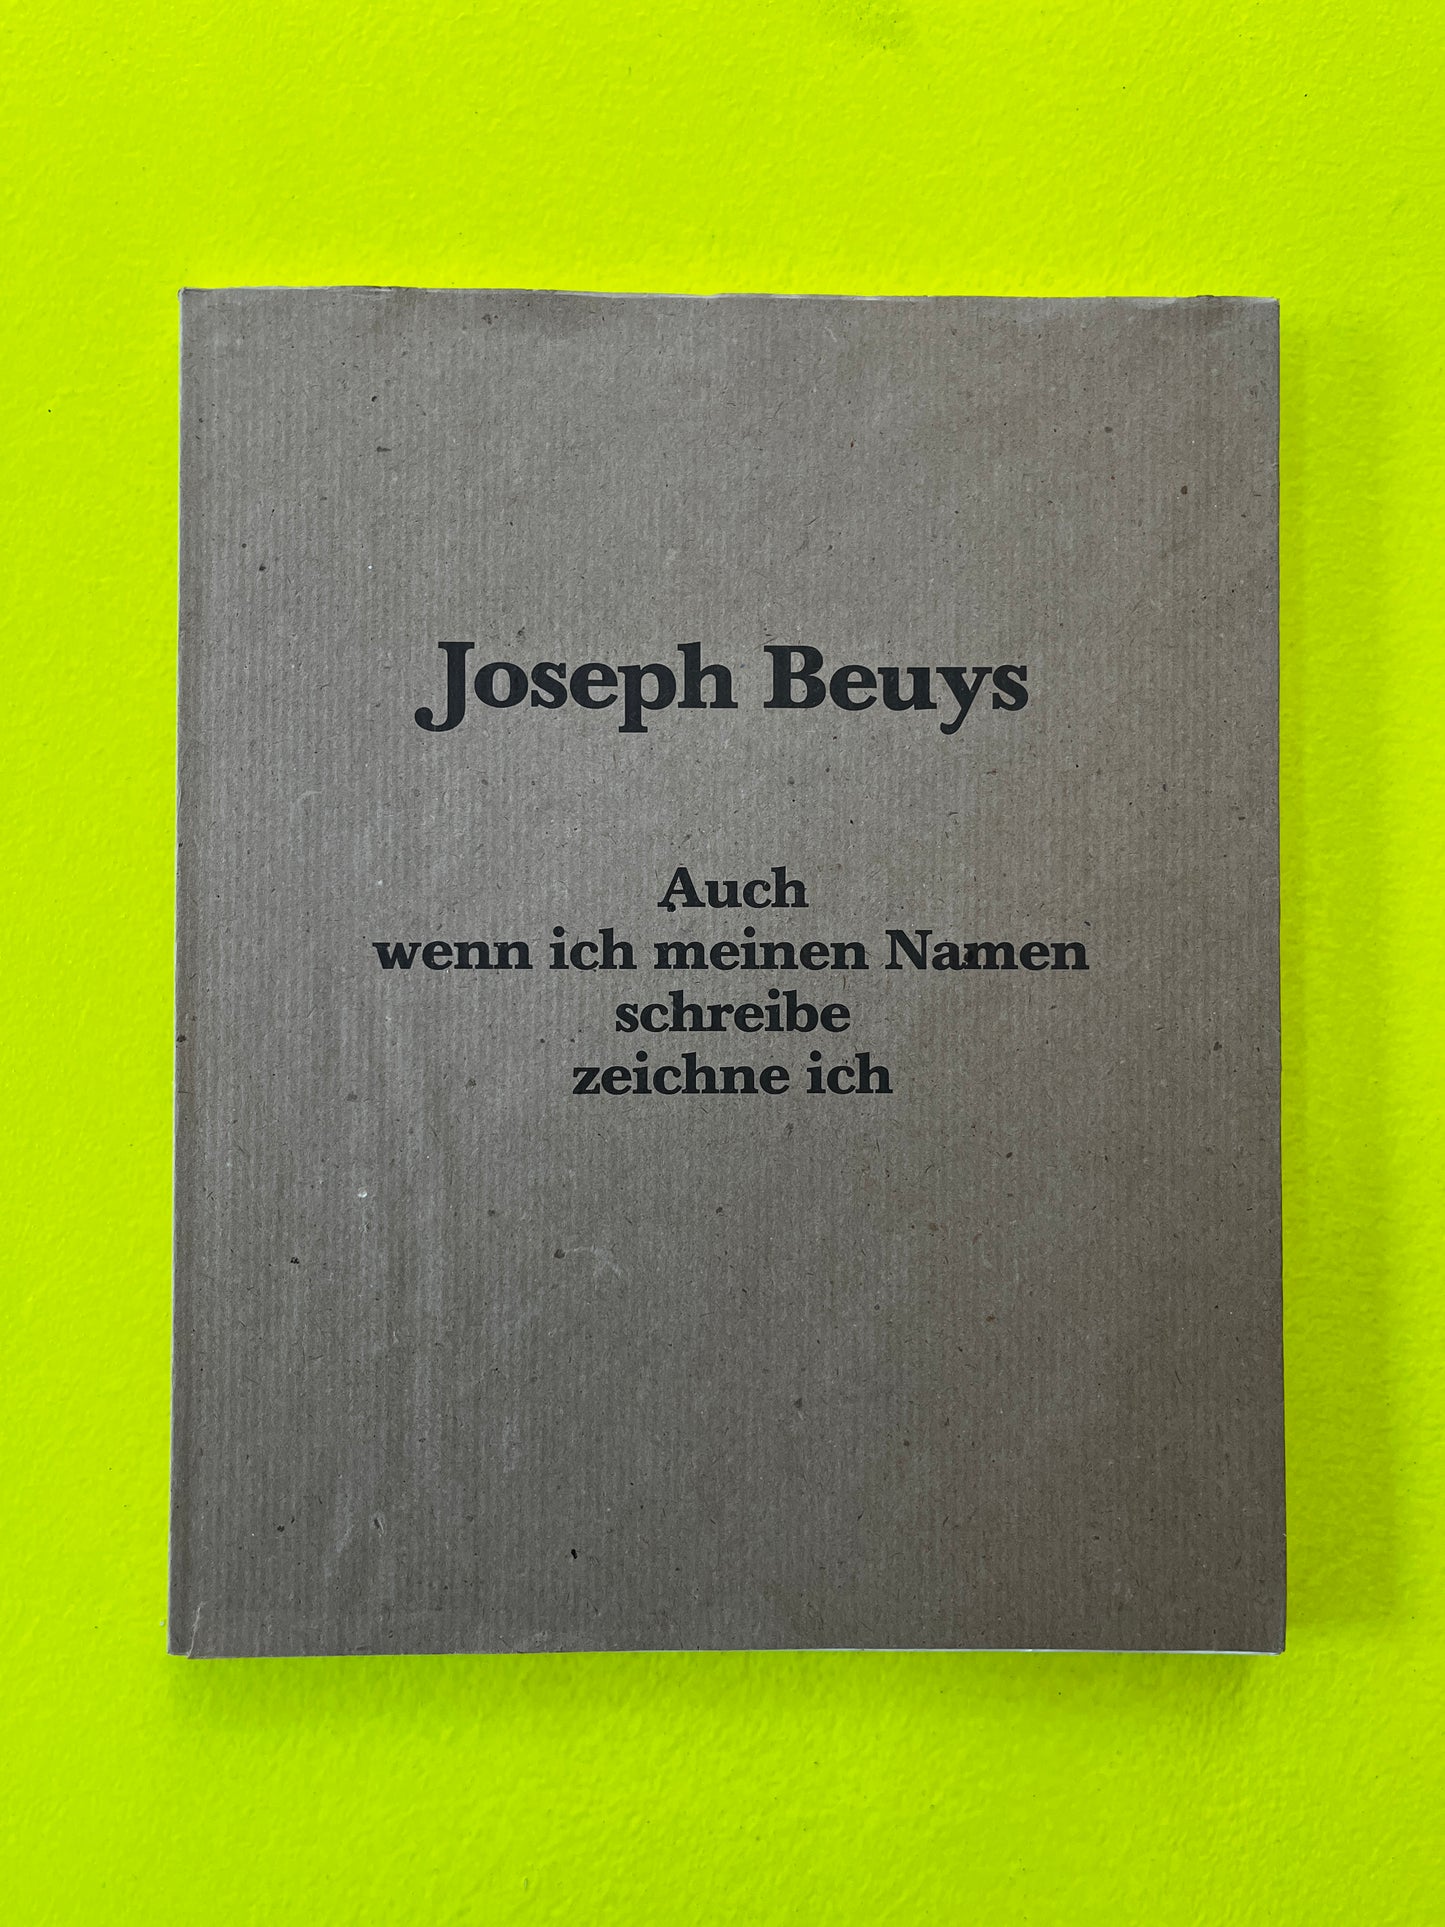 Joseph Beuys
Auch
wenn ich meinen Namen
schreibe
zeichne ich